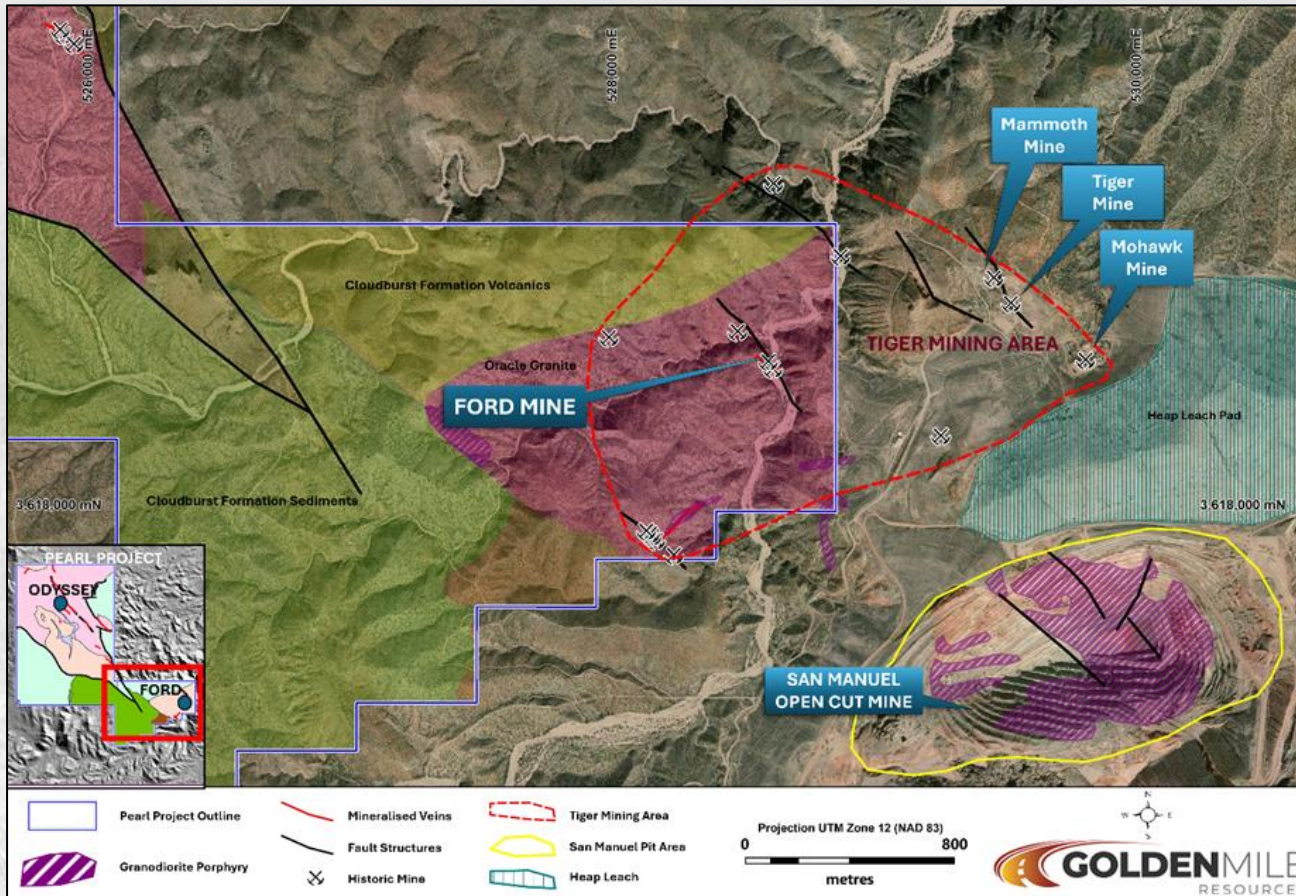 526,000 mE
528,000 mE
530,000 mE
Mammoth
Mine
Tiger
Mine
Mohawk
Mine
Cloudburst Formation Volcanics
TIGER MINING AREA
Oracle Granite
FORD MINE
Heap Leach Pad
Cloudburst Formation Sediments
3,618,000 mN
3,618,000 mN
PEARL PROJECT
ODYSSEY
FORD
SAN MANUEL
OPEN CUT MINE
Pearl Project Outline
Mineralised Veins
Tiger Mining Area
Granodiorite Porphyry
Fault Structures
San Manuel Pit Area
Historic Mine
Heap Leach
Projection UTM Zone 12 (NAD 83)
0 800
metres
N
W E
S
GOLDENMILE
RESOURCES